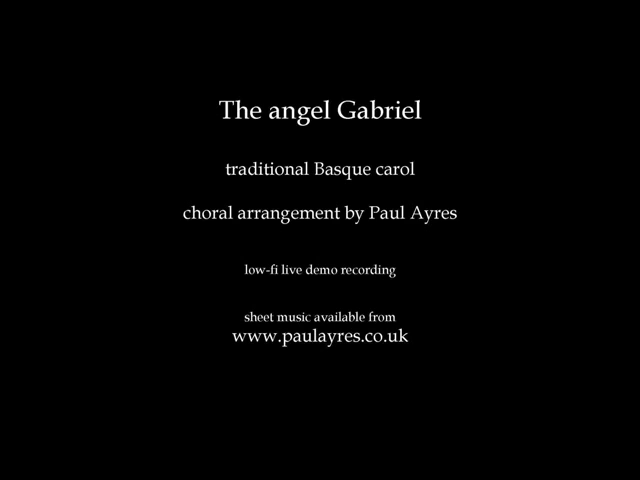 The angel Gabriel
traditional Basque carol
choral arrangement by Paul Ayres
low-fi live demo recording
sheet music available from
www.paulayres.co.uk